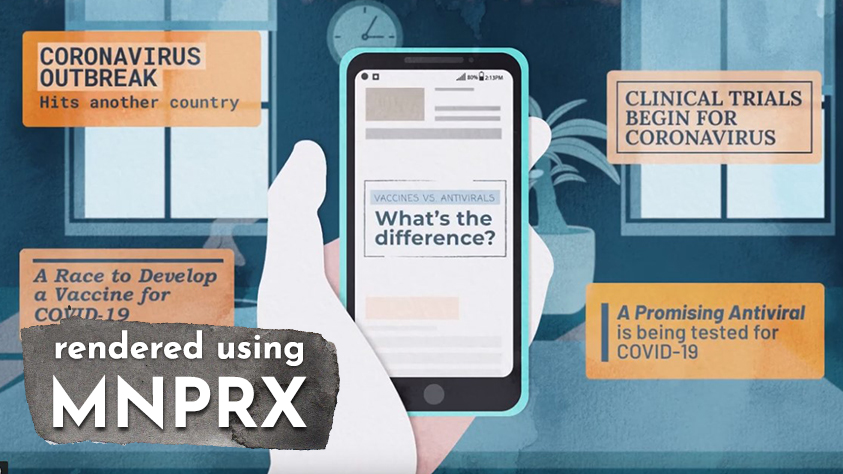 CORONAVIRUS
OUTBREAK
Hits another country
30% 2:13PM
CLINICAL TRIALS
BEGIN FOR
CORONAVIRUS
VACCINES VS. ANTIVIRALS
What's the
difference?
A Race to Develop
a Vaccine for
COVID-19
A Promising Antiviral
is being tested for
COVID-19
rendered using
MNPRX